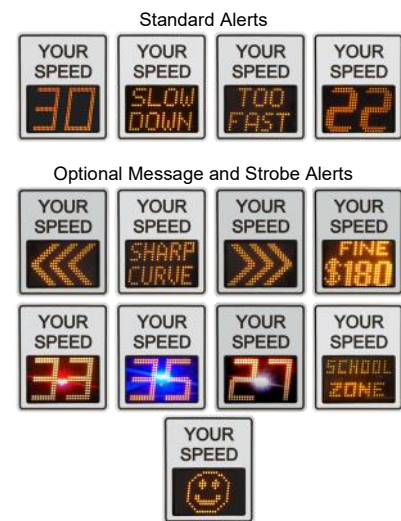 Standard Alerts
YOUR SPEED 30
YOUR SPEED SLOW DOWN
YOUR SPEED TOO FAST
YOUR SPEED 22
Optional Message and Strobe Alerts
YOUR SPEED
YOUR SPEED SHARP CURVE
YOUR SPEED
YOUR SPEED FINE $180
YOUR SPEED 33
YOUR SPEED 35
YOUR SPEED 27
YOUR SPEED SCHOOL ZONE
YOUR SPEED